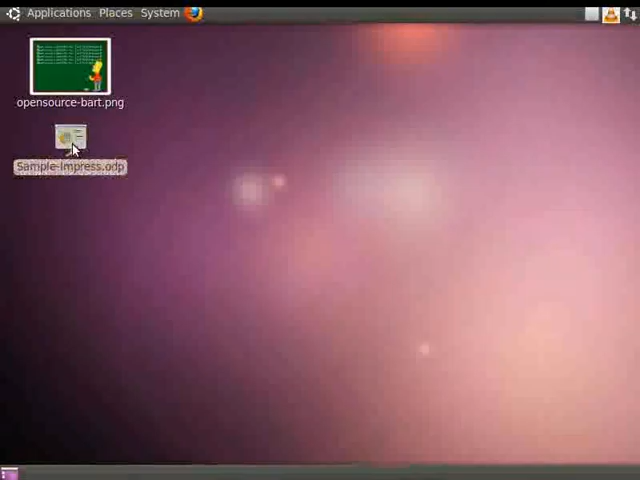 Applications Places System
opensource-bart.png
Sample-Impress.odp